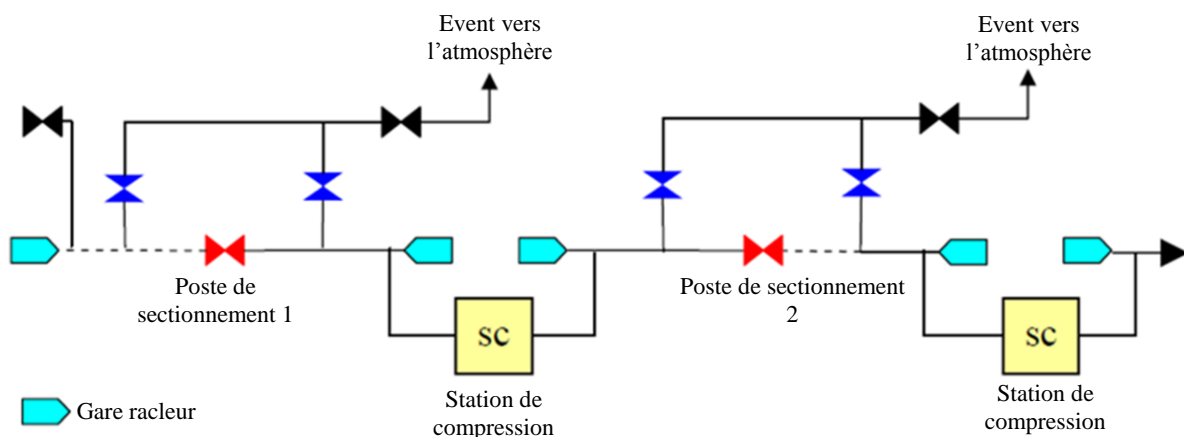 Event vers
l'atmosphère
Event vers
l'atmosphère
Poste de
sectionnement 1
Poste de sectionnement
2
sc
sc
Station de
compression
Station de
compression
Gare racleur